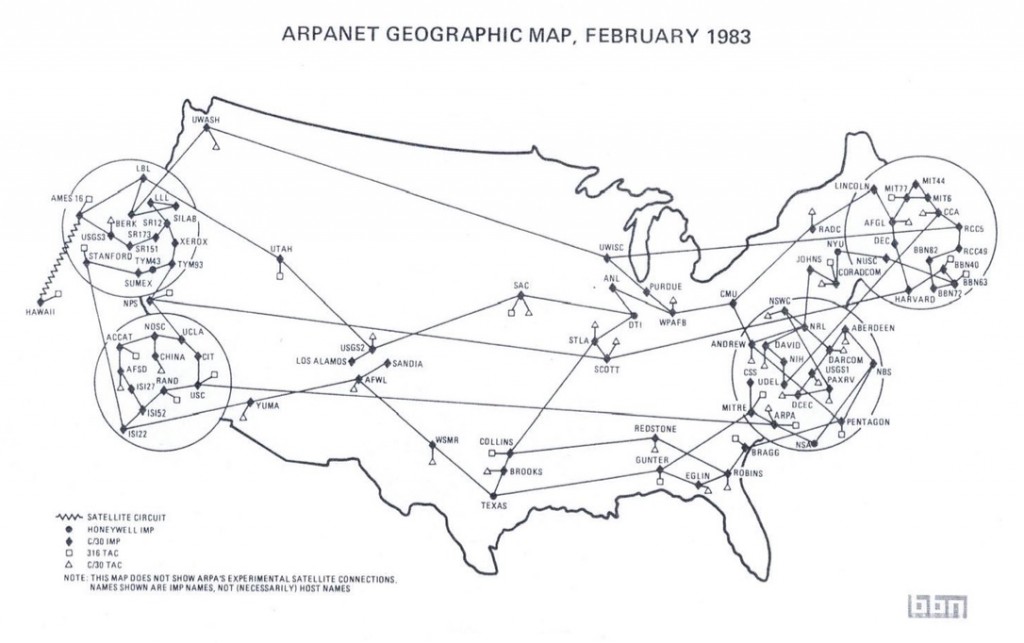 ARPANET GEOGRAPHIC MAP, FEBRUARY 1983
UWASH
LBL
AMES 16
LLL
BERK
SILAB
SR12
USGS3
SR173
SR151
XEROX
STANFORD
TYM43
TYM93
SUMEX
HAWAII
NPS
UTAH
NOSC
UCLA
ACCAT
CHINA
CIT
AFSD
RAND
ISI27
USC
ISI52
ISI22
YUMA
USGS2
LOS ALAMOS
SANDIA
AFWL
WSMR
SAC
UWISC
ANL
PURDUE
DTI
WPAFB
STLA
SCOTT
COLLINS
BROOKS
TEXAS
REDSTONE
GUNTER
EGLIN
ROBINS
BRAGG
CMU
RADC
LINCOLN
MIT77
MIT44
MIT6
CCA
AFGL
RCC5
DEC
NYU
NUSC
BBN82
RCC49
BBN40
BBN63
BBN72
HARVARD
JOHNS
CORADCOM
NSWC
NRL
ABERDEEN
ANDREW
DAVID
DARCOM
NIH
USGS1
CSS
UDEL
PAXRV
NBS
DCEC
MITRE
ARPA
PENTAGON
NSA
SATELLITE CIRCUIT
HONEYWELL IMP
C/30 IMP
316 TAC
C/30 TAC
NOTE: THIS MAP DOES NOT SHOW ARPA'S EXPERIMENTAL SATELLITE CONNECTIONS.
NAMES SHOWN ARE IMP NAMES, NOT (NECESSARILY) HOST NAMES
bbn